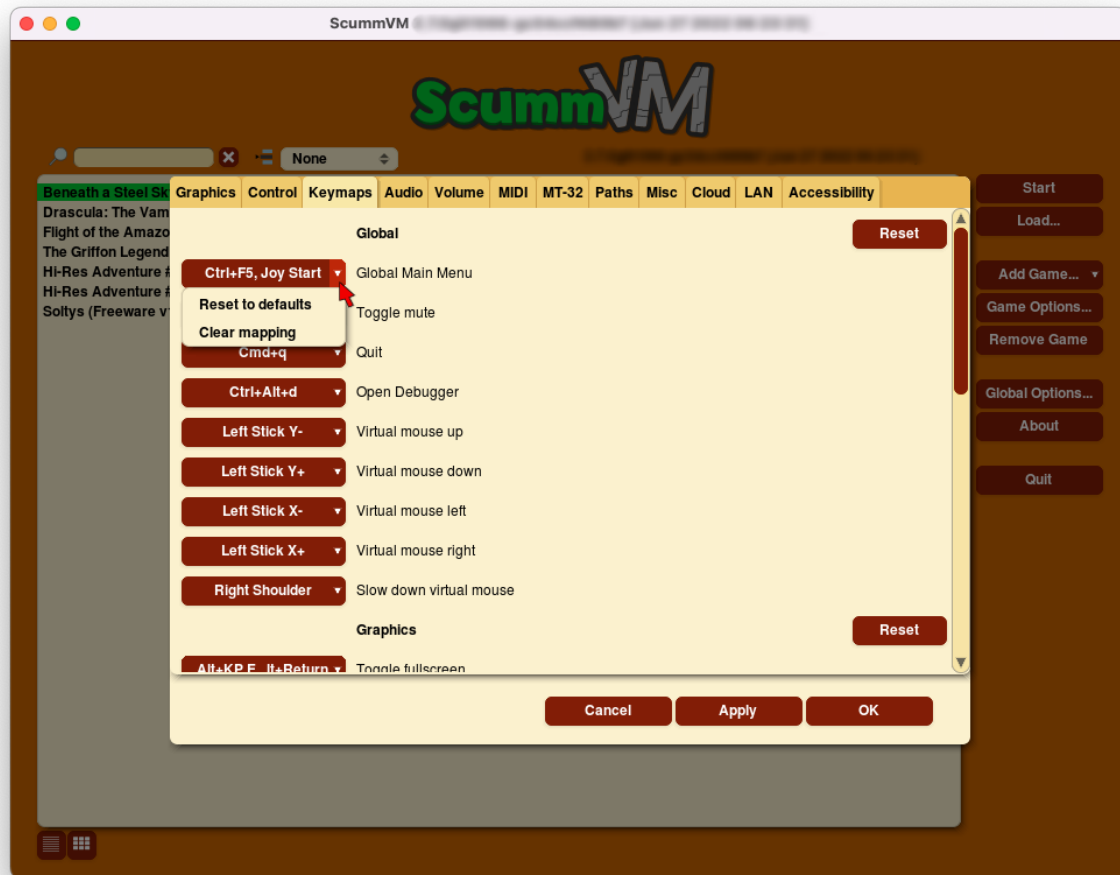 ScummVM
ScummVM
None
Beneath a Steel Sk
Drascula: The Vam
Flight of the Amazo
The Griffon Legend
Hi-Res Adventure #
Hi-Res Adventure #
Soltys (Freeware v
Graphics Control Keymaps Audio Volume MIDI MT-32 Paths Misc Cloud LAN Accessibility
Global Reset
Ctrl+F5, Joy Start Global Main Menu
Reset to defaults
Toggle mute
Clear mapping
Cmd+q Quit
Ctrl+Alt+d Open Debugger
Left Stick Y- Virtual mouse up
Left Stick Y+ Virtual mouse down
Left Stick X- Virtual mouse left
Left Stick X+ Virtual mouse right
Right Shoulder Slow down virtual mouse
Graphics Reset
Alt+KP E lt+Return Toggle fullscreen
Cancel Apply OK
Start
Load...
Add Game...
Game Options...
Remove Game
Global Options...
About
Quit